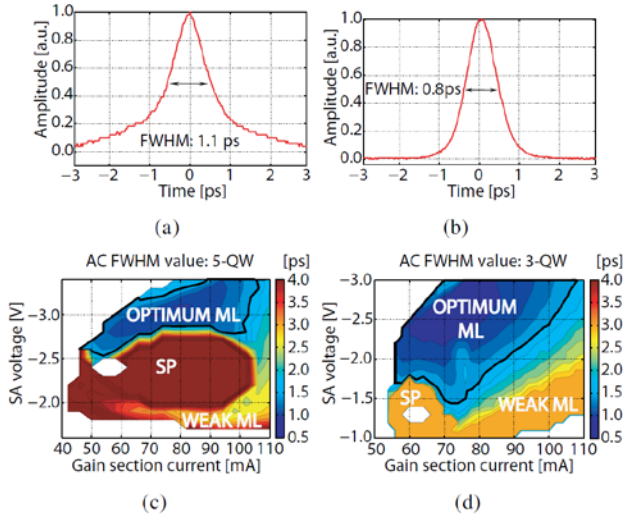 Amplitude [a.u.]
1.0
0.8
0.6
0.4
0.2
0.0
FWHM: 1.1 ps
−3 −2 −1 0 1 2 3
Time [ps]
(a)
Amplitude [a.u.]
1.0
0.8
0.6
0.4
0.2
0.0
FWHM: 0.8ps
−3 −2 −1 0 1 2 3
Time [ps]
(b)
AC FWHM value: 5-QW [ps]
SA voltage [V]
−3.0
−2.5
−2.0
OPTIMUM ML
SP
WEAK ML
40 50 60 70 80 90 100 110
Gain section current [mA]
4.0
3.5
3.0
2.5
2.0
1.5
1.0
0.5
(c)
AC FWHM value: 3-QW [ps]
SA voltage [V]
−3.0
−2.5
−2.0
−1.5
−1.0
OPTIMUM
ML
SP
WEAK ML
50 60 70 80 90 100 110
Gain section current [mA]
4.0
3.5
3.0
2.5
2.0
1.5
1.0
0.5
(d)